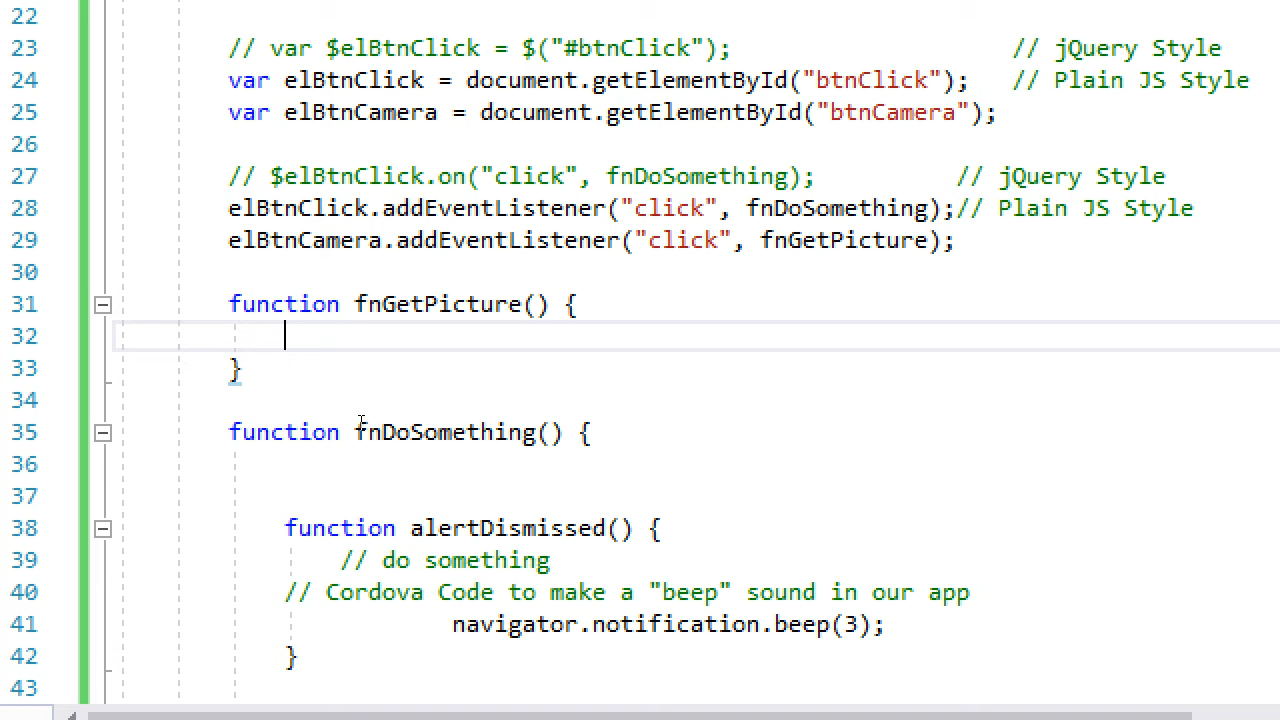 22
23 // var $elBtnClick = $("#btnClick"); // jQuery Style
24 var elBtnClick = document.getElementById("btnClick"); // Plain JS Style
25 var elBtnCamera = document.getElementById("btnCamera");
26
27 // $elBtnClick.on("click", fnDoSomething); // jQuery Style
28 elBtnClick.addEventListener("click", fnDoSomething);// Plain JS Style
29 elBtnCamera.addEventListener("click", fnGetPicture);
30
31 function fnGetPicture() {
32
33 }
34
35 function fnDoSomething() {
36
37
38 function alertDismissed() {
39 // do something
40 // Cordova Code to make a "beep" sound in our app
41 navigator.notification.beep(3);
42 }
43